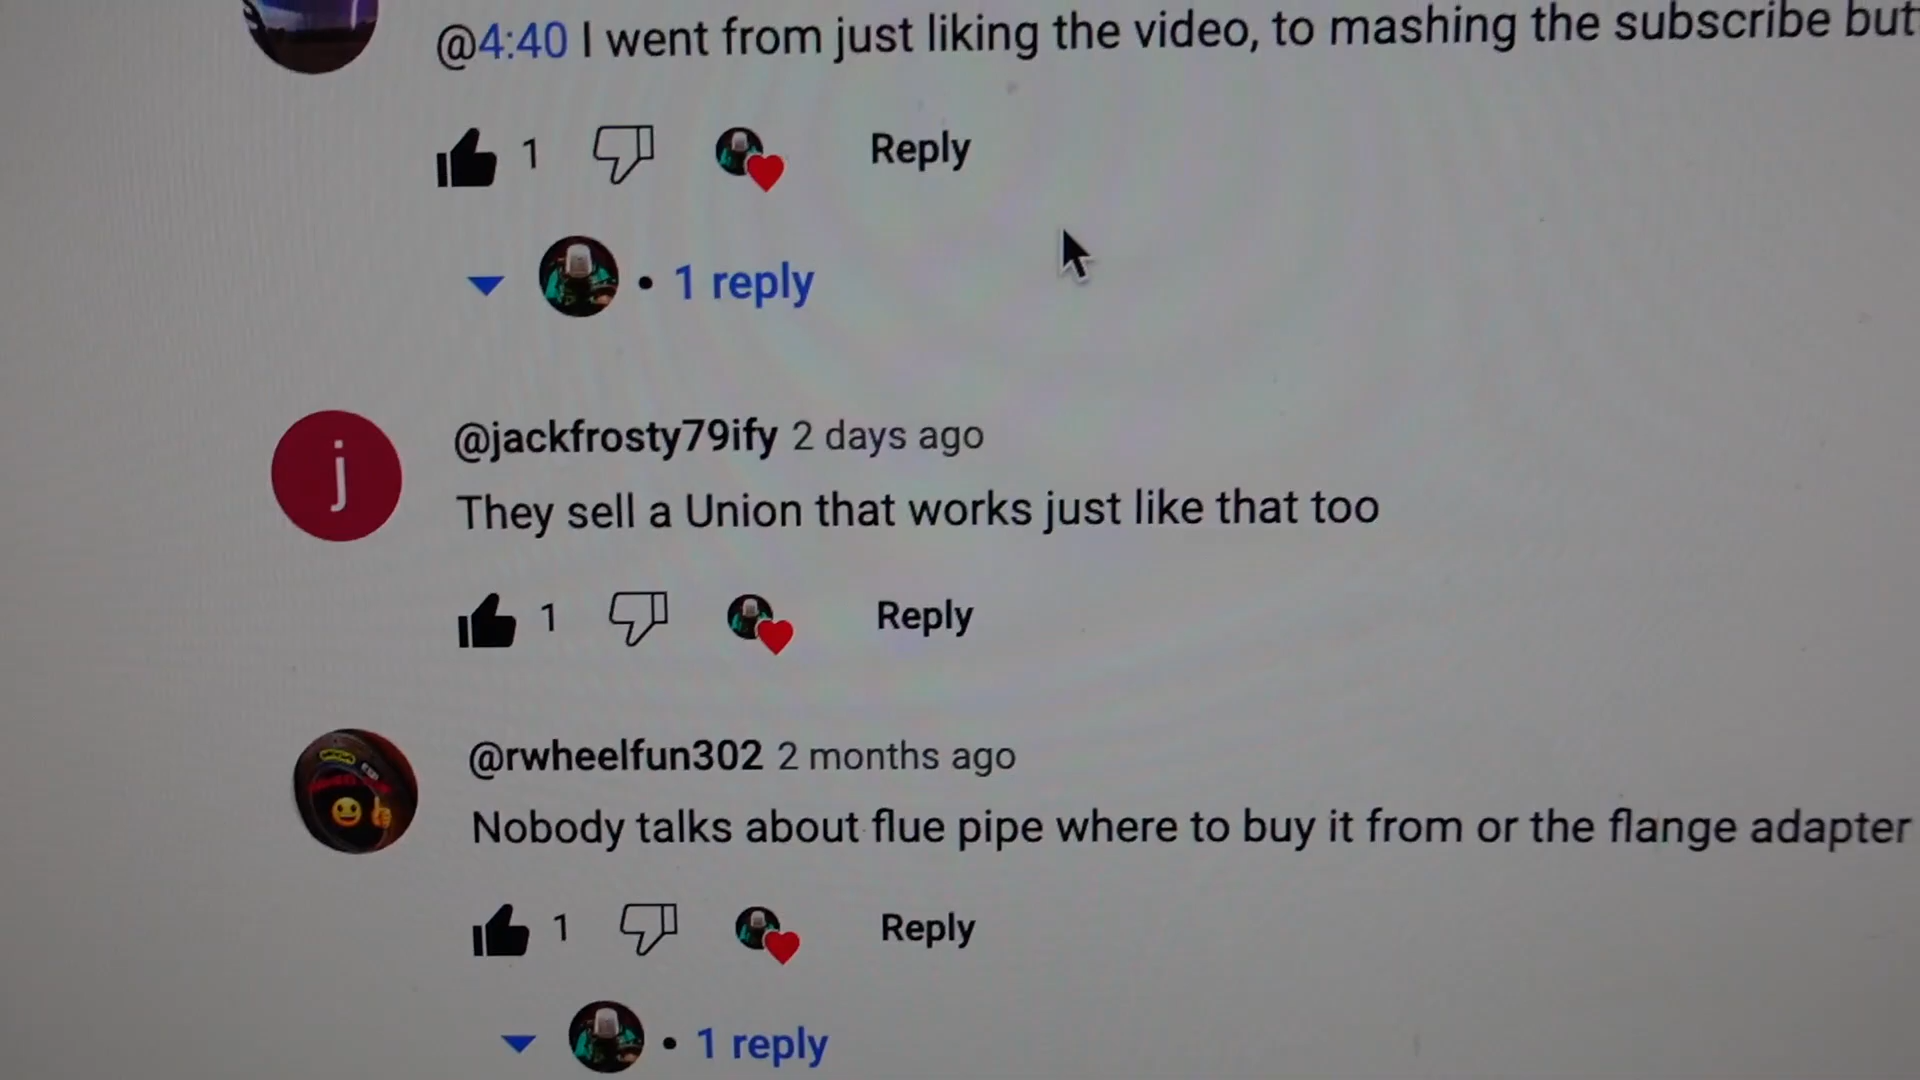 @4:40 I went from just liking the video, to mashing the subscribe
1
Reply
• 1 reply
j
@jackfrosty79ify 2 days ago
They sell a Union that works just like that too
1
Reply
@rwheelfun302 2 months ago
Nobody talks about flue pipe where to buy it from or the flange adapter
1
Reply
• 1 reply